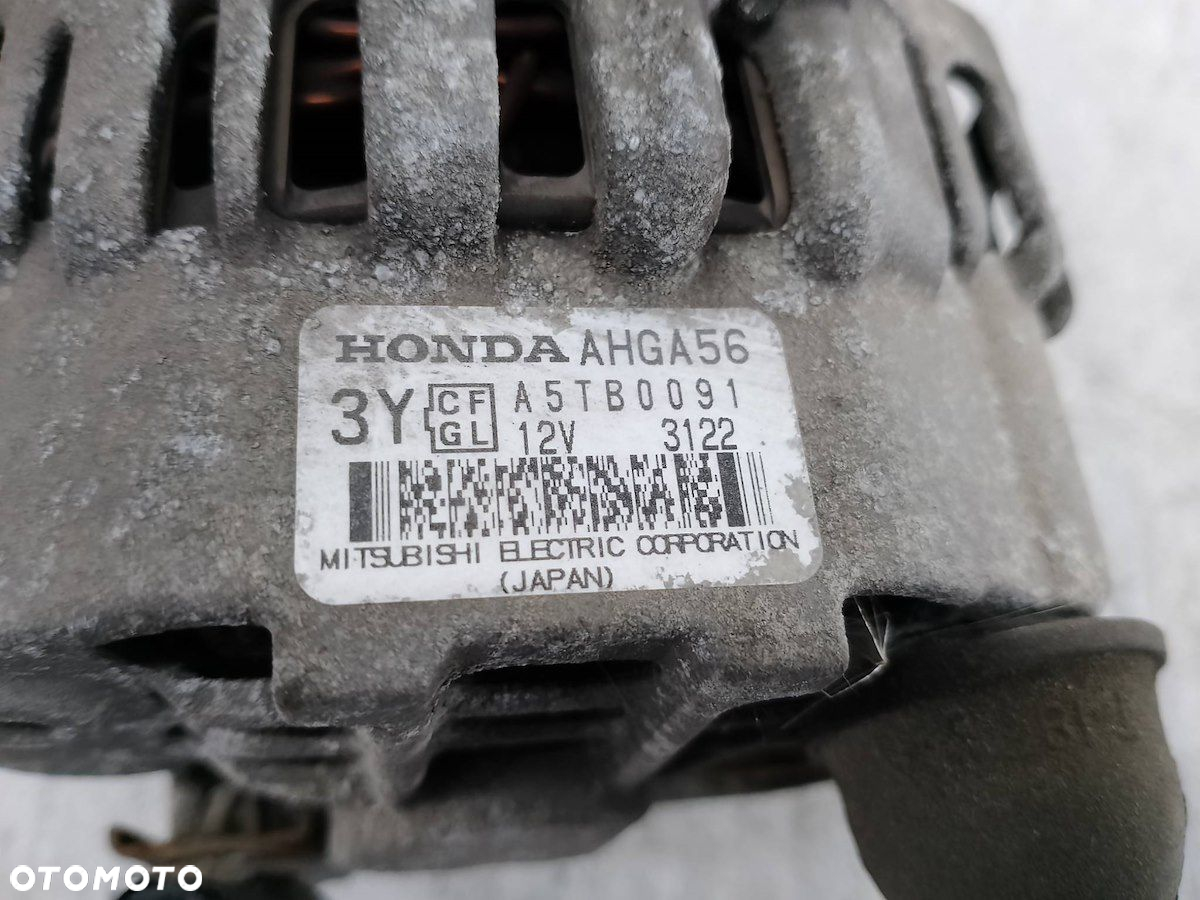 HONDA AHGA56
3Y CF GL A5TB0091
12V 3122
MITSUBISHI ELECTRIC CORPORATION
(JAPAN)
OTOMOTO